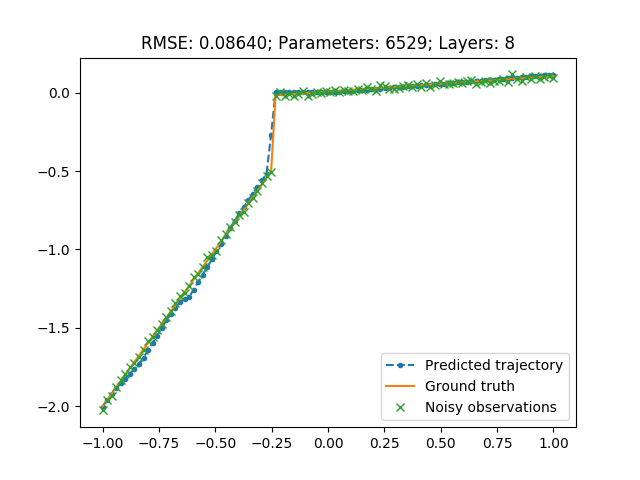 RMSE: 0.08640; Parameters: 6529; Layers: 8
0.0
−0.5
−1.0
−1.5
−2.0
Predicted trajectory
Ground truth
Noisy observations
−1.00 −0.75 −0.50 −0.25 0.00 0.25 0.50 0.75 1.00